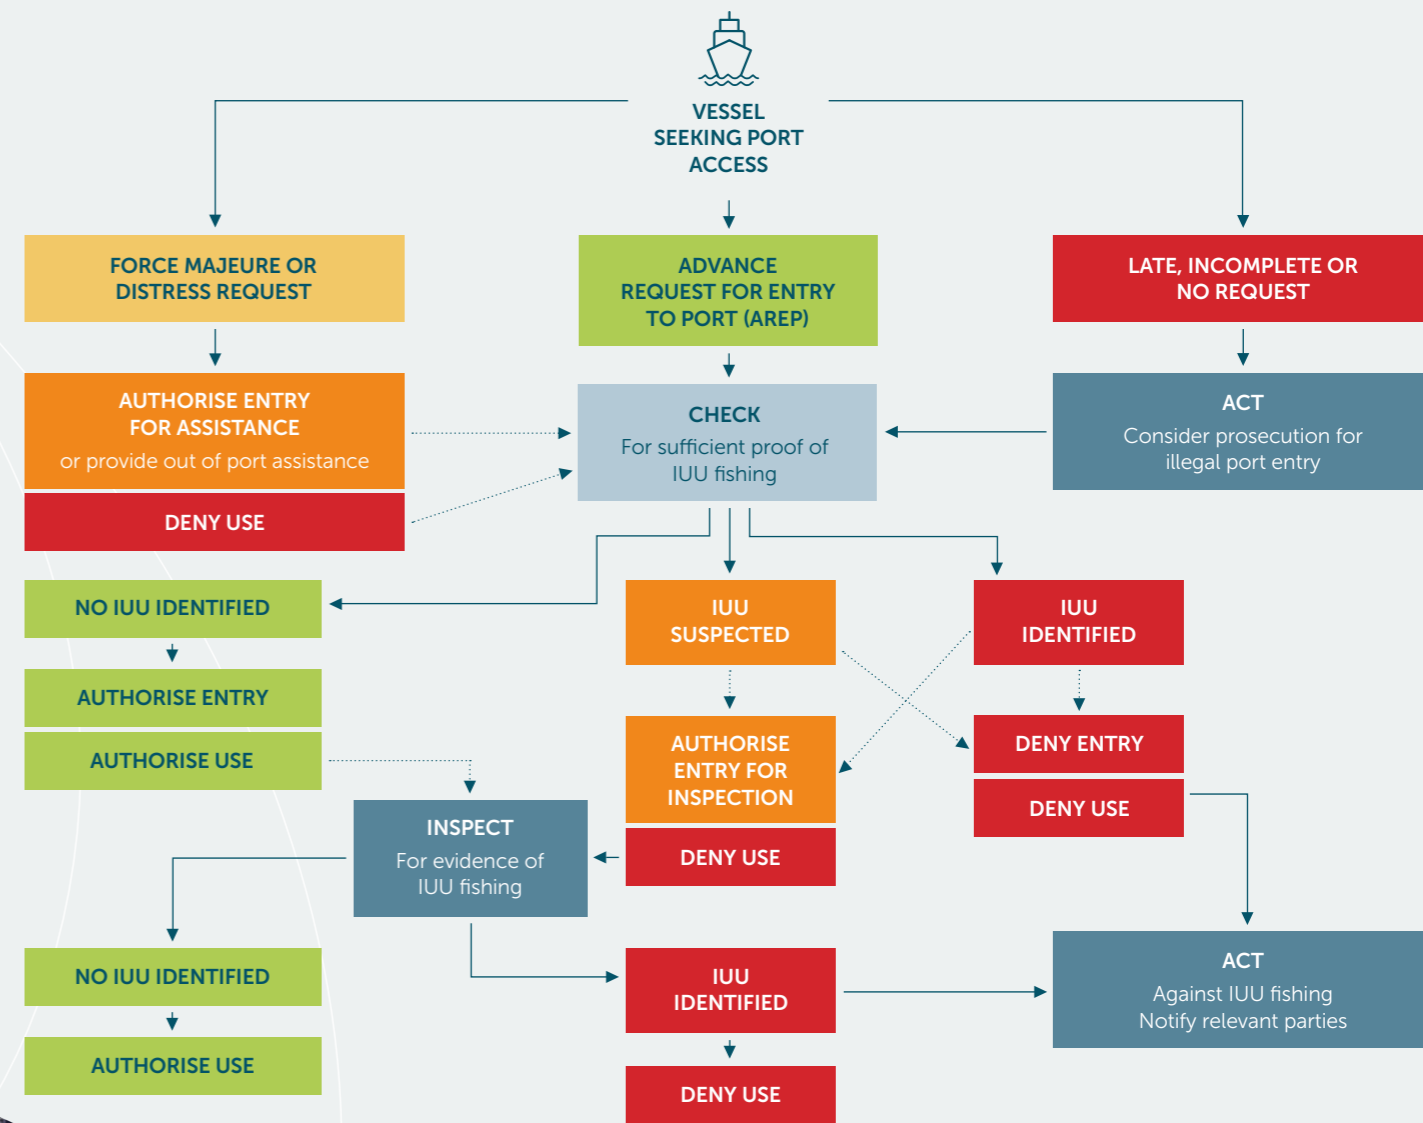 VESSEL
SEEKING PORT
ACCESS
FORCE MAJEURE OR
DISTRESS REQUEST
ADVANCE
REQUEST FOR ENTRY
TO PORT (AREP)
LATE, INCOMPLETE OR
NO REQUEST
AUTHORISE ENTRY
FOR ASSISTANCE
or provide out of port assistance
DENY USE
CHECK
For sufficient proof of
IUU fishing
ACT
Consider prosecution for
illegal port entry
NO IUU IDENTIFIED
AUTHORISE ENTRY
AUTHORISE USE
IUU
SUSPECTED
IUU
IDENTIFIED
AUTHORISE
ENTRY FOR
INSPECTION
DENY USE
DENY ENTRY
DENY USE
INSPECT
For evidence of
IUU fishing
NO IUU IDENTIFIED
AUTHORISE USE
IUU
IDENTIFIED
DENY USE
ACT
Against IUU fishing
Notify relevant parties